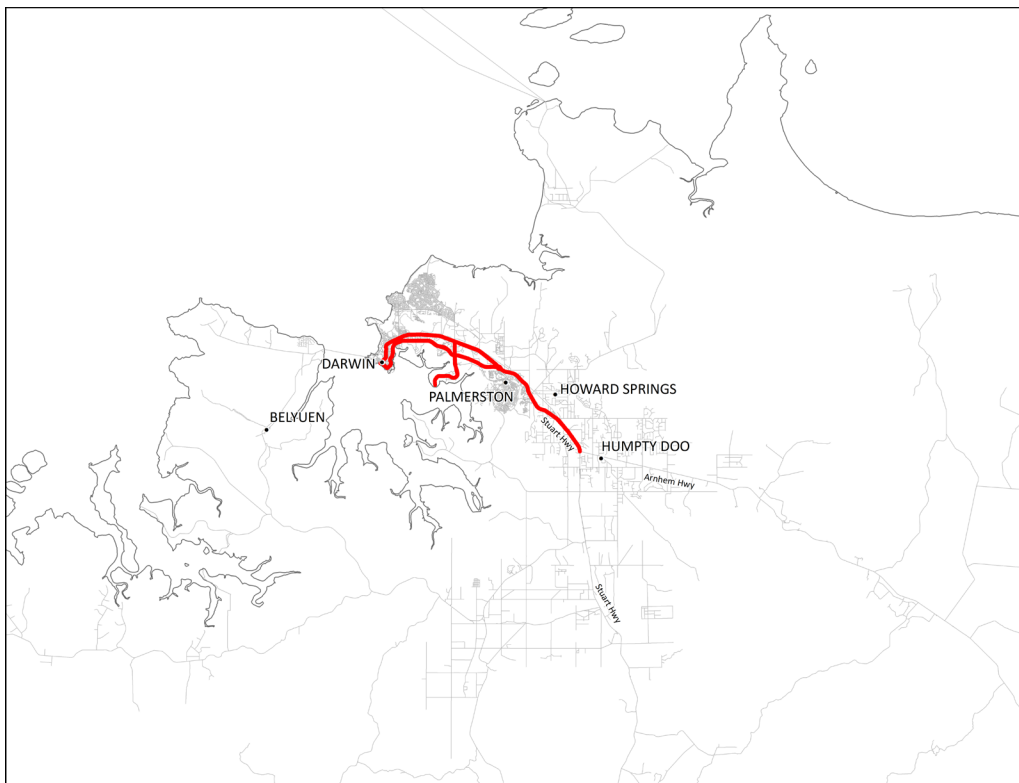 DARWIN
PALMERSTON
HOWARD SPRINGS
BELYUEN
Stuart Hwy
HUMPTY DOO
Arnhem Hwy
Stuart Hwy